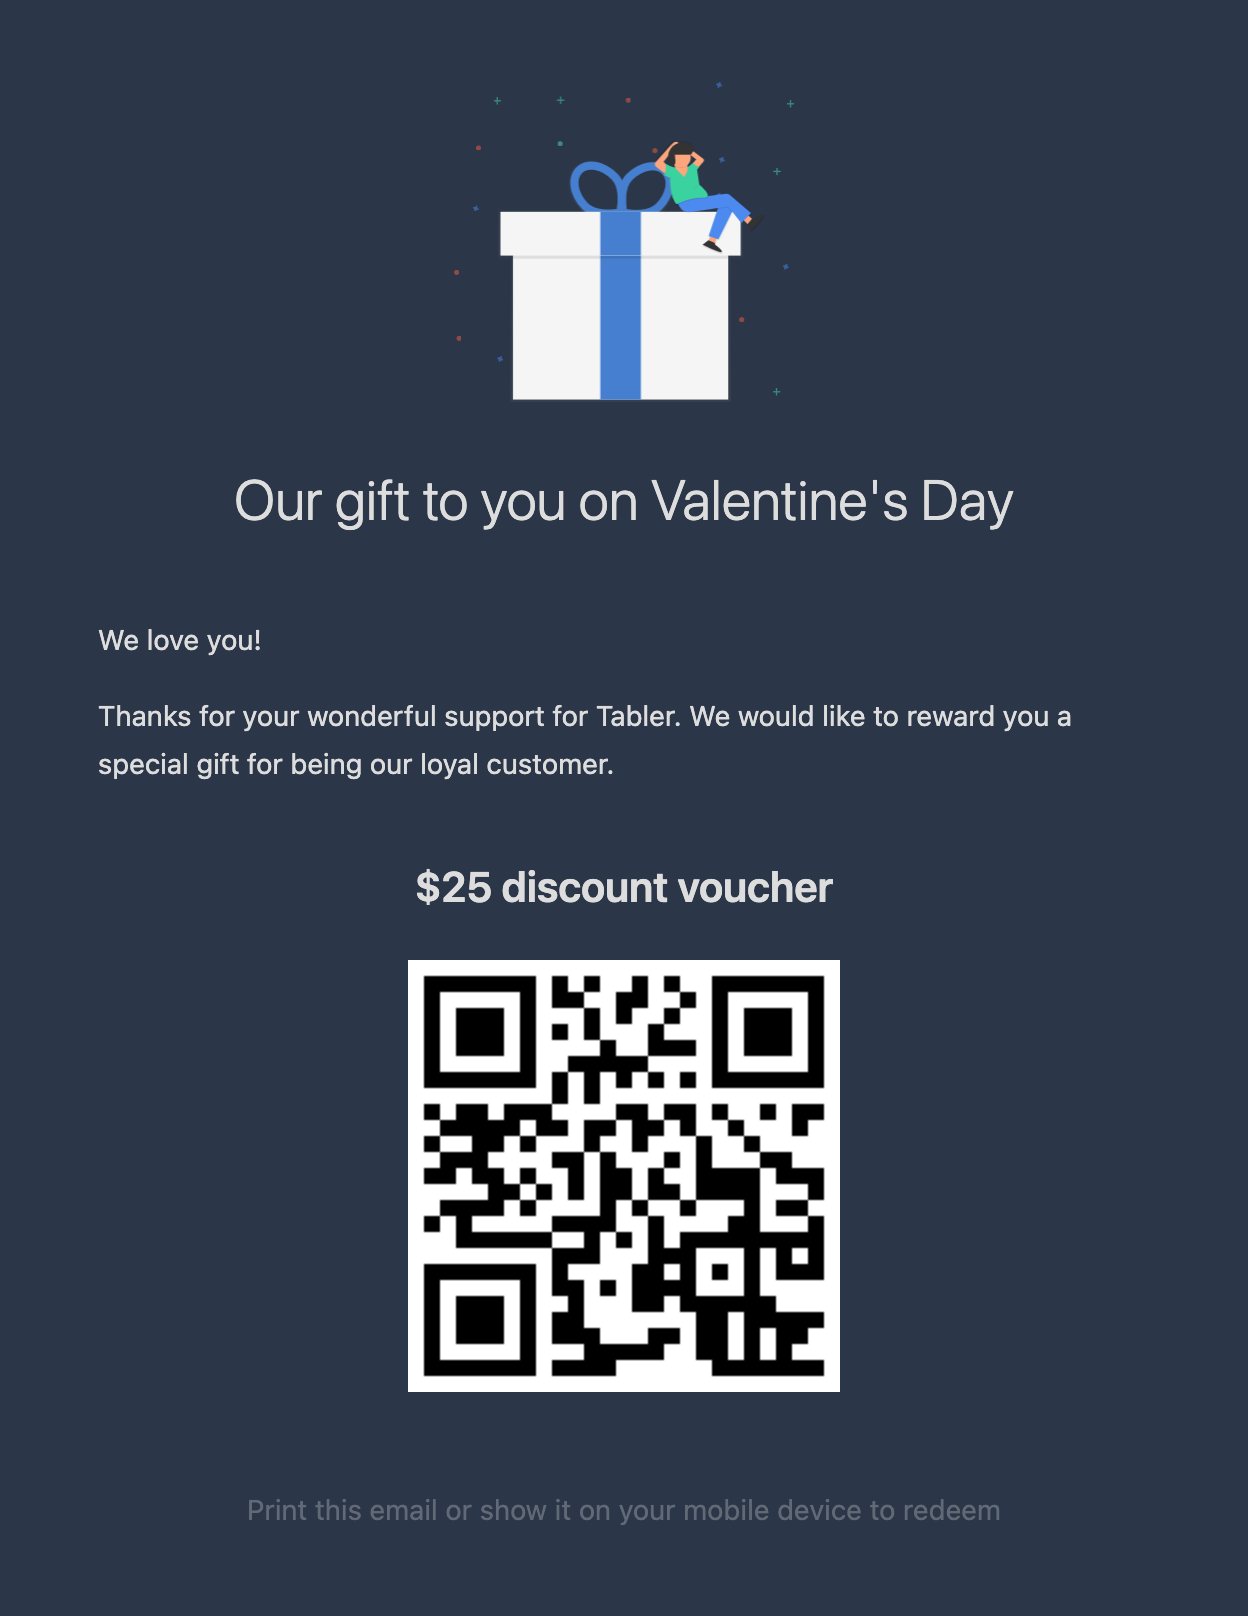 Our gift to you on Valentine's Day
We love you!
Thanks for your wonderful support for Tabler. We would like to reward you a
special gift for being our loyal customer.
$25 discount voucher
Print this email or show it on your mobile device to redeem